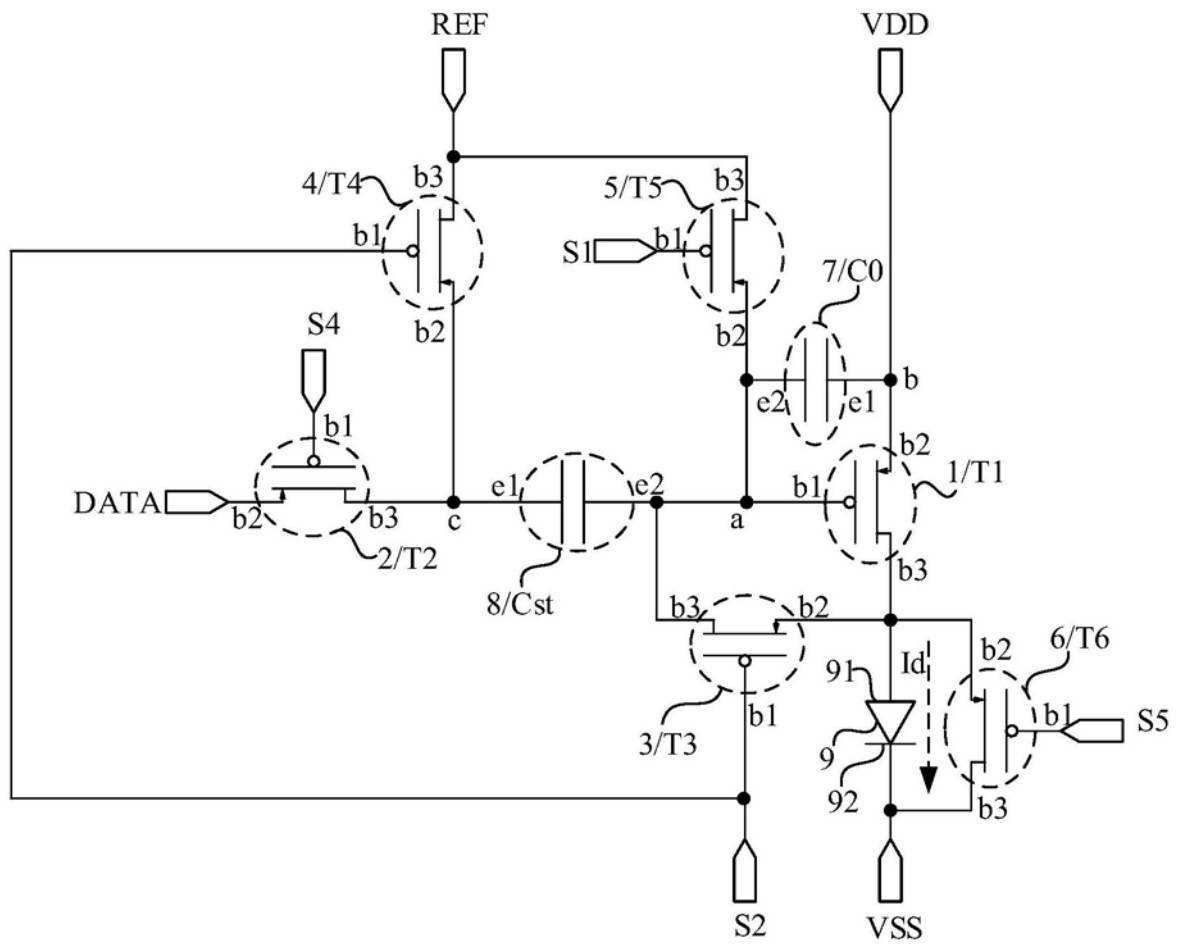 REF
VDD
4/T4
b3
5/T5
b3
b1
S1
b1
7/C0
b2
b2
S4
e2
e1
b
b1
b2
1/T1
DATA
b2
b3
c
e1
e2
a
b1
2/T2
b3
8/Cst
b3
b2
Id
b2
6/T6
91
b1
b1
S5
3/T3
9
92
b3
S2
VSS